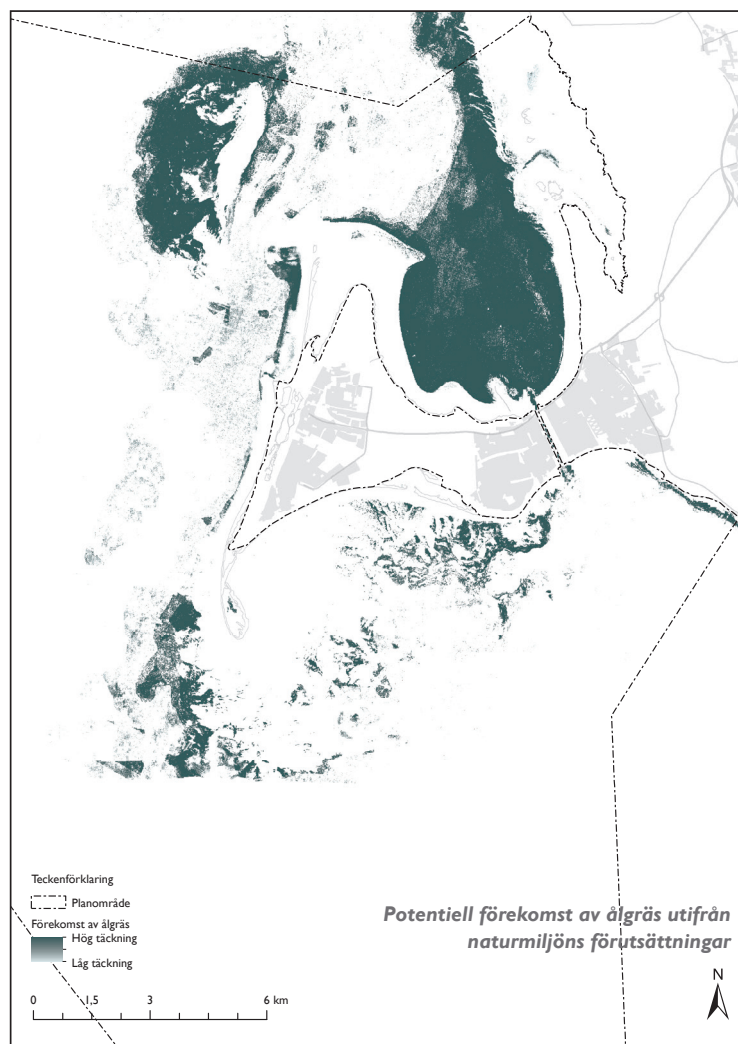 Teckenförklaring
Planområde
Förekomst av ålgräs
Hög täckning
Låg täckning
0 1,5 3 6 km
Potentiell förekomst av ålgräs utifrån
naturmiljöns förutsättningar
N